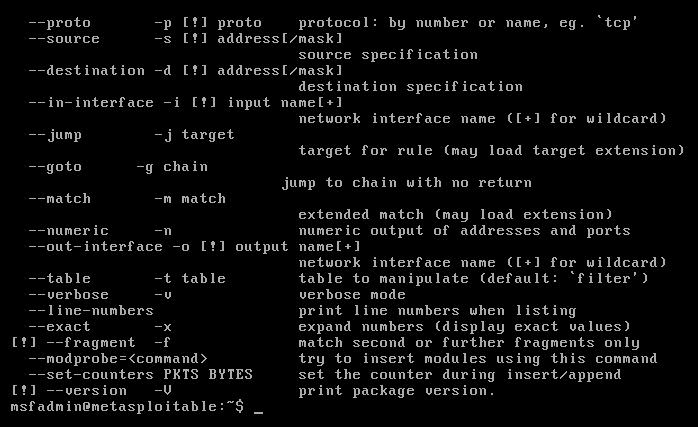 --proto -p [!] proto protocol: by number or name, eg. `tcp'
--source -s [!] address[/mask]
source specification
--destination -d [!] address[/mask]
destination specification
--in-interface -i [!] input name[+]
network interface name ([+] for wildcard)
--jump -j target
target for rule (may load target extension)
--goto -g chain
jump to chain with no return
--match -m match
extended match (may load extension)
--numeric -n numeric output of addresses and ports
--out-interface -o [!] output name[+]
network interface name ([+] for wildcard)
--table -t table table to manipulate (default: `filter')
--verbose -v verbose mode
--line-numbers print line numbers when listing
--exact -x expand numbers (display exact values)
[!] --fragment -f match second or further fragments only
--modprobe=<command> try to insert modules using this command
--set-counters PKTS BYTES set the counter during insert/append
[!] --version -V print package version.
msfadmin@metasploitable:~$ _